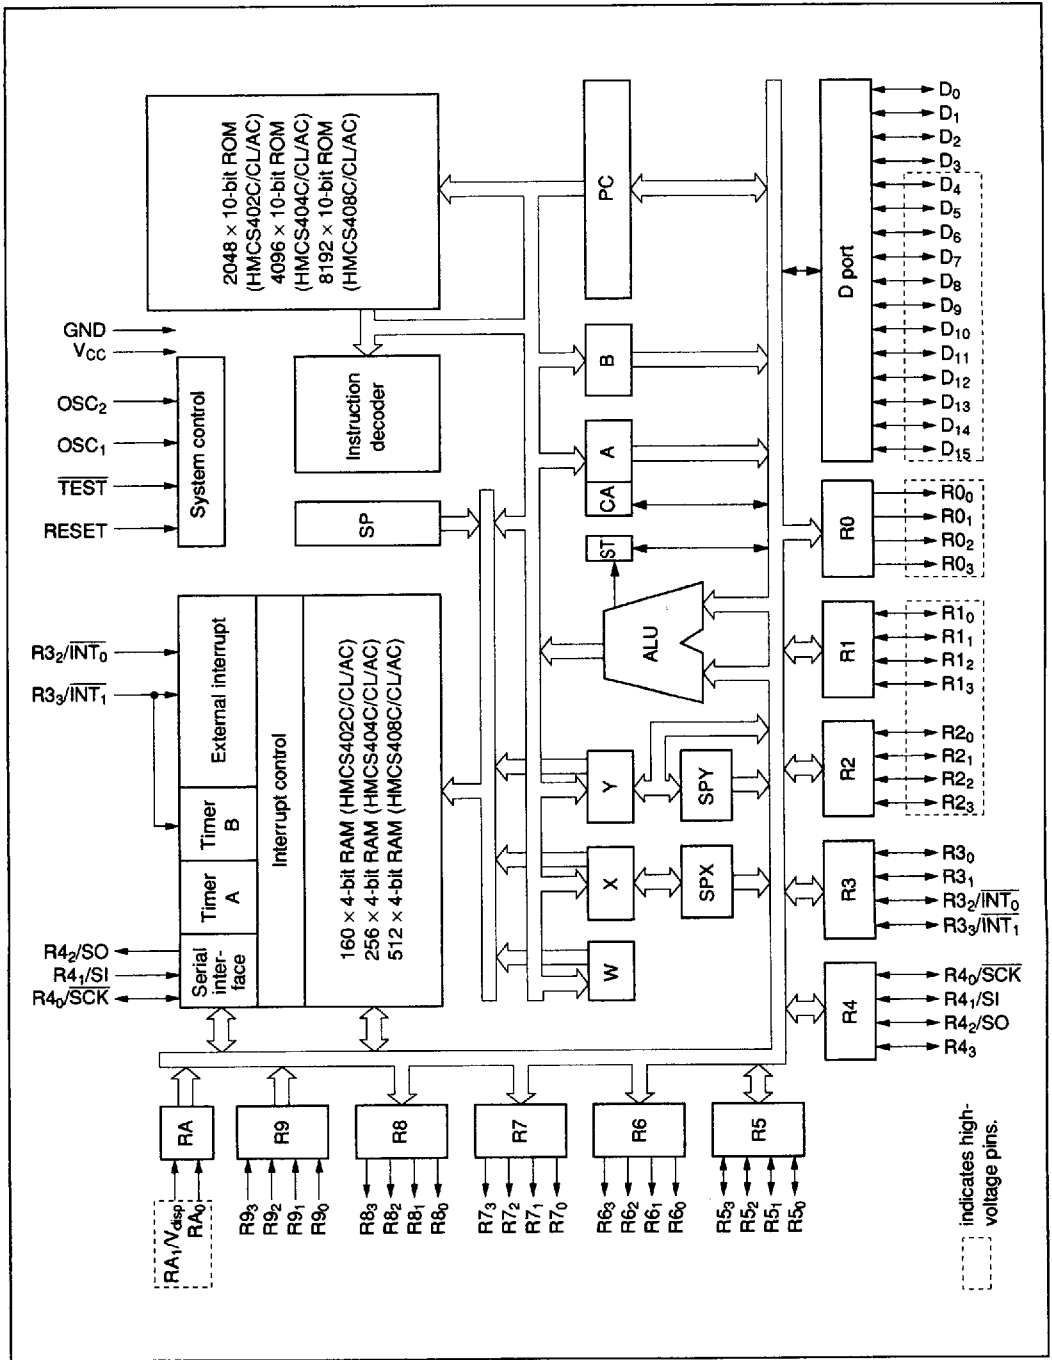 GND
VCC
OSC2
OSC1
TEST
RESET
System control
2048 × 10-bit ROM
(HMCS402C/CL/AC)
4096 × 10-bit ROM
(HMCS404C/CL/AC)
8192 × 10-bit ROM
(HMCS408C/CL/AC)
Instruction
decoder
SP
R32/INT0
R33/INT1
R42/SO
R41/SI
R40/SCK
External interrupt
Timer
B
Timer
A
Serial
inter-
face
Interrupt control
160 × 4-bit RAM (HMCS402C/CL/AC)
256 × 4-bit RAM (HMCS404C/CL/AC)
512 × 4-bit RAM (HMCS408C/CL/AC)
PC
B
A
CA
ST
ALU
Y
SPY
X
SPX
W
D port
D0
D1
D2
D3
D4
D5
D6
D7
D8
D9
D10
D11
D12
D13
D14
D15
R0
R00
R01
R02
R03
R1
R10
R11
R12
R13
R2
R20
R21
R22
R23
R3
R30
R31
R32/INT0
R33/INT1
R4
R40/SCK
R41/SI
R42/SO
R43
RA
RA1/Vdisp
RA0
R9
R93
R92
R91
R90
R8
R83
R82
R81
R80
R7
R73
R72
R71
R70
R6
R63
R62
R61
R60
R5
R53
R52
R51
R50
indicates high-
voltage pins.